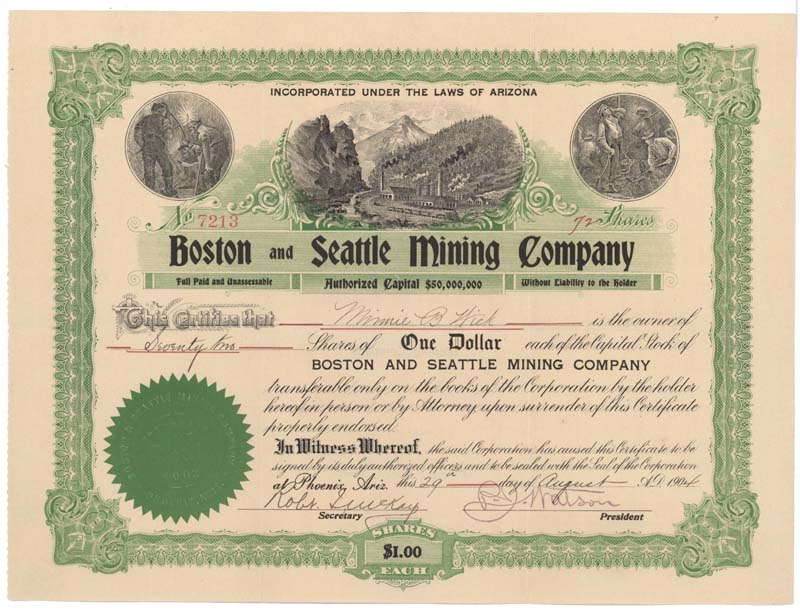 INCORPORATED UNDER THE LAWS OF ARIZONA
No 7213
72 Shares
Boston and Seattle Mining Company
Full Paid and Unassessable
Authorized Capital $50,000,000
Without Liability to the Holder
This Certifies that Minnie B Wick is the owner of
Seventy two Shares of One Dollar each of the Capital Stock of
BOSTON AND SEATTLE MINING COMPANY
transferable only on the books of the Corporation by the holder
hereof in person or by Attorney upon surrender of this Certificate
properly endorsed.
In Witness Whereof, the said Corporation has caused this Certificate to be
signed by its duly authorized officers and to be sealed with the Seal of the Corporation
at Phoenix, Ariz. this 29 day of August A.D. 1904
Robt
Watson
Secretary
President
SHARES
$1.00
EACH